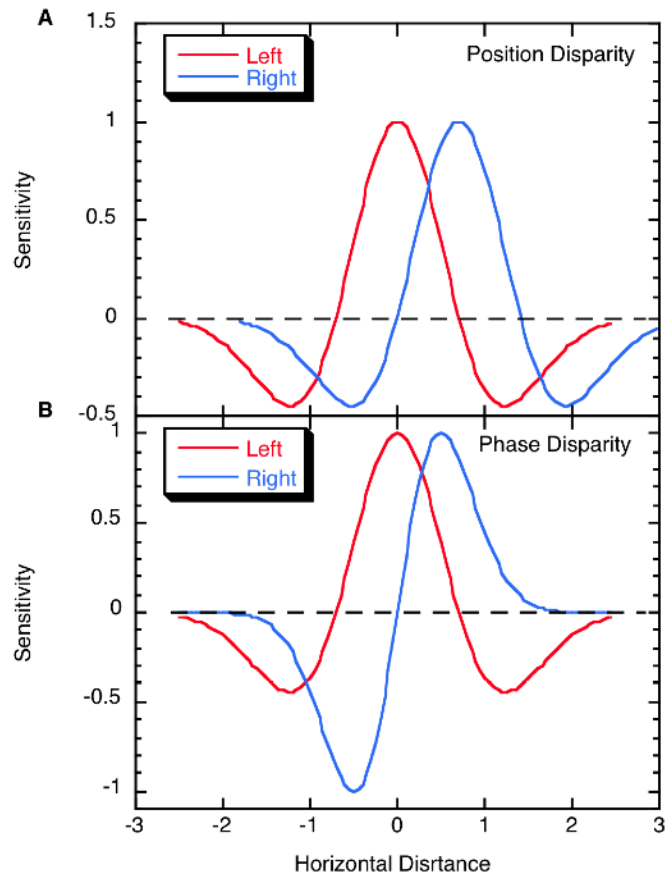 A
1.5
Left
Right
Position Disparity
1
Sensitivity
0.5
0
-0.5
B
1
Left
Right
Phase Disparity
0.5
Sensitivity
0
-0.5
-1
-3 -2 -1 0 1 2 3
Horizontal Disrtance